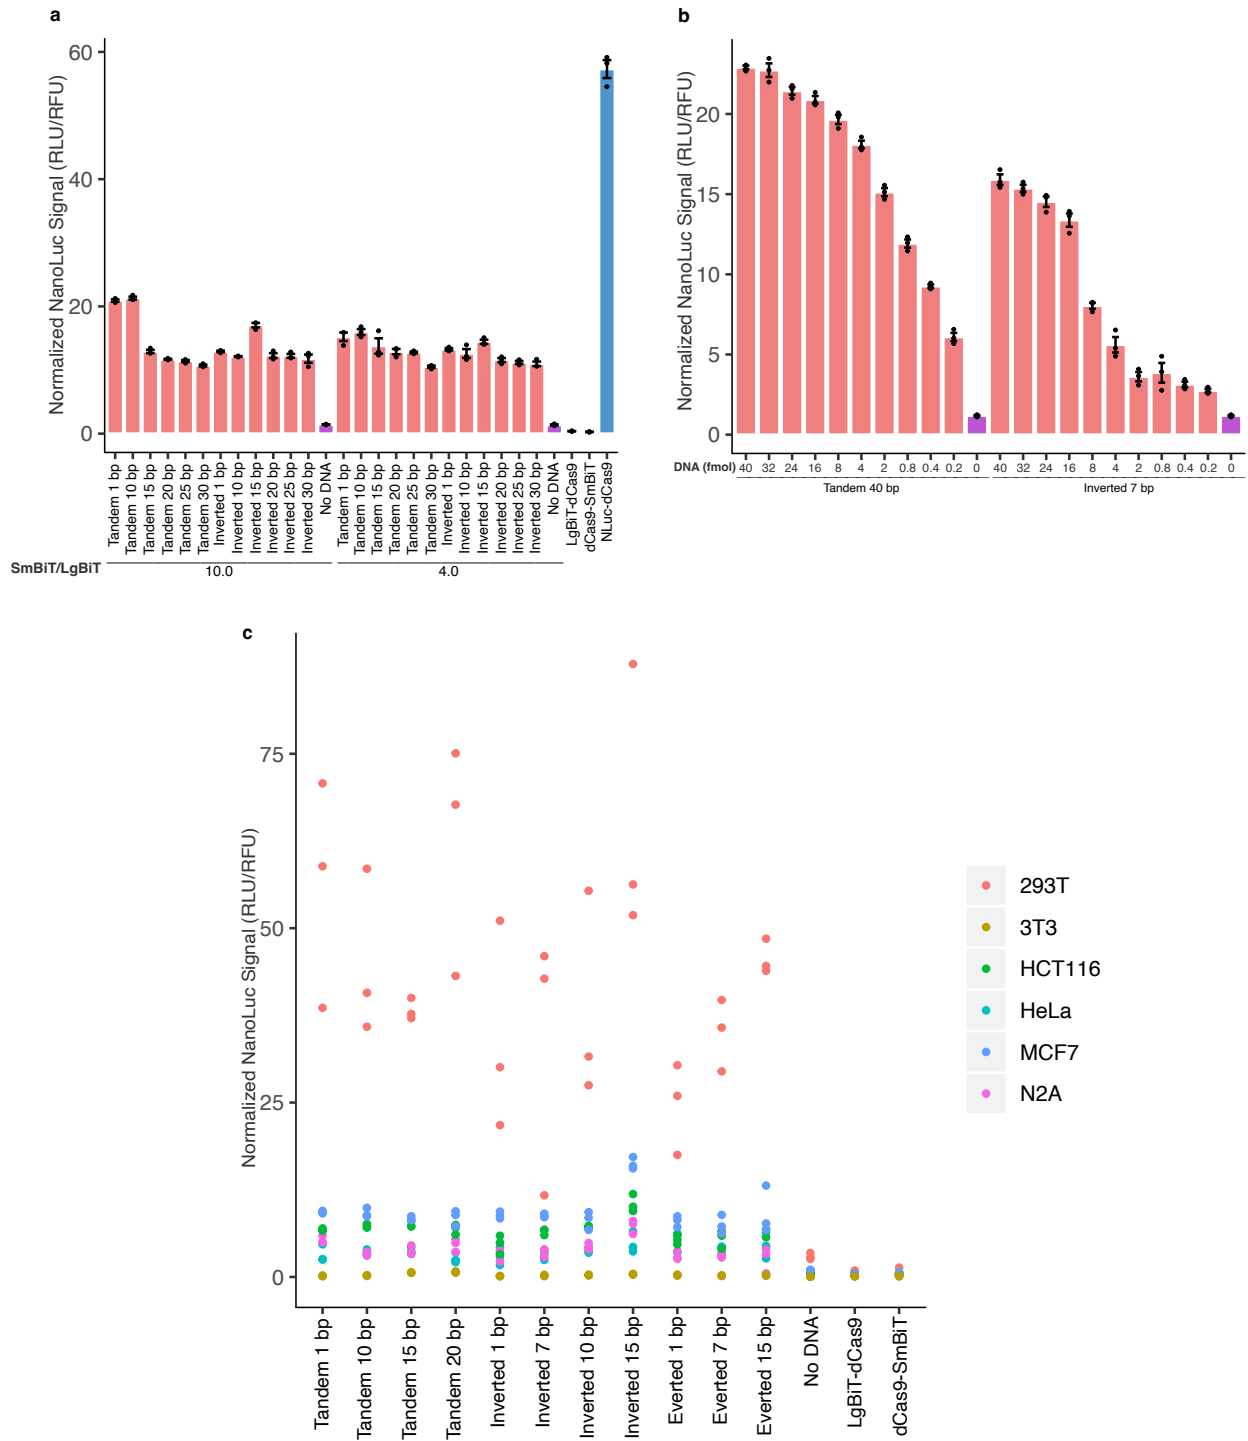 a
Normalized NanoLuc Signal (RLU/RFU)
60
40
20
0
Tandem 1 bp
Tandem 10 bp
Tandem 15 bp
Tandem 20 bp
Tandem 25 bp
Tandem 30 bp
Inverted 1 bp
Inverted 10 bp
Inverted 15 bp
Inverted 20 bp
Inverted 25 bp
Inverted 30 bp
No DNA
Tandem 1 bp
Tandem 10 bp
Tandem 15 bp
Tandem 20 bp
Tandem 25 bp
Tandem 30 bp
Inverted 1 bp
Inverted 10 bp
Inverted 15 bp
Inverted 20 bp
Inverted 25 bp
Inverted 30 bp
No DNA
LgBiT-dCas9
dCas9-SmBiT
NLuc-dCas9
SmBiT/LgBiT
10.0
4.0
b
Normalized NanoLuc Signal (RLU/RFU)
20
15
10
5
0
DNA (fmol)
40 32 24 16 8 4 2 0.8 0.4 0.2 0 40 32 24 16 8 4 2 0.8 0.4 0.2 0
Tandem 40 bp
Inverted 7 bp
c
Normalized NanoLuc Signal (RLU/RFU)
75
50
25
0
Tandem 1 bp
Tandem 10 bp
Tandem 15 bp
Tandem 20 bp
Inverted 1 bp
Inverted 7 bp
Inverted 10 bp
Inverted 15 bp
Everted 1 bp
Everted 7 bp
Everted 15 bp
No DNA
LgBiT-dCas9
dCas9-SmBiT
293T
3T3
HCT116
HeLa
MCF7
N2A